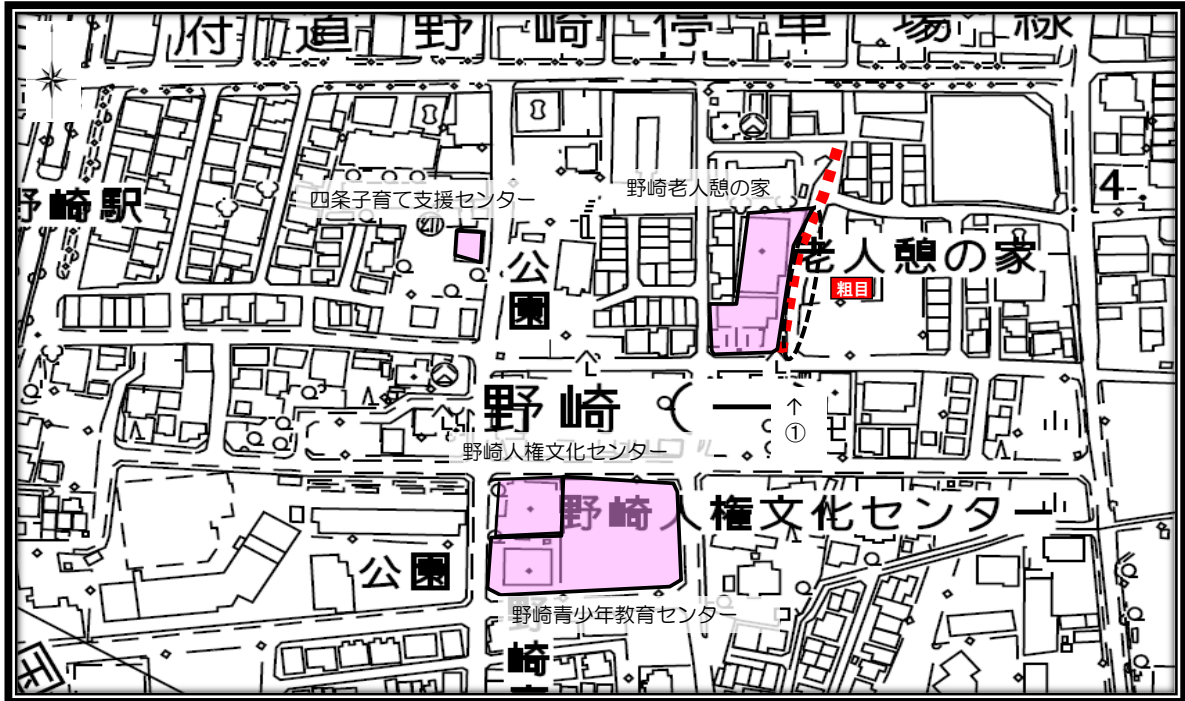 府道野崎停車場線
野崎駅
四条子育て支援センター
野崎老人憩の家
4
老人憩の家
公園
粗目
野崎(一
↑
①
野崎人権文化センター
野崎人権文化センター
公園
野崎青少年教育センター
野崎